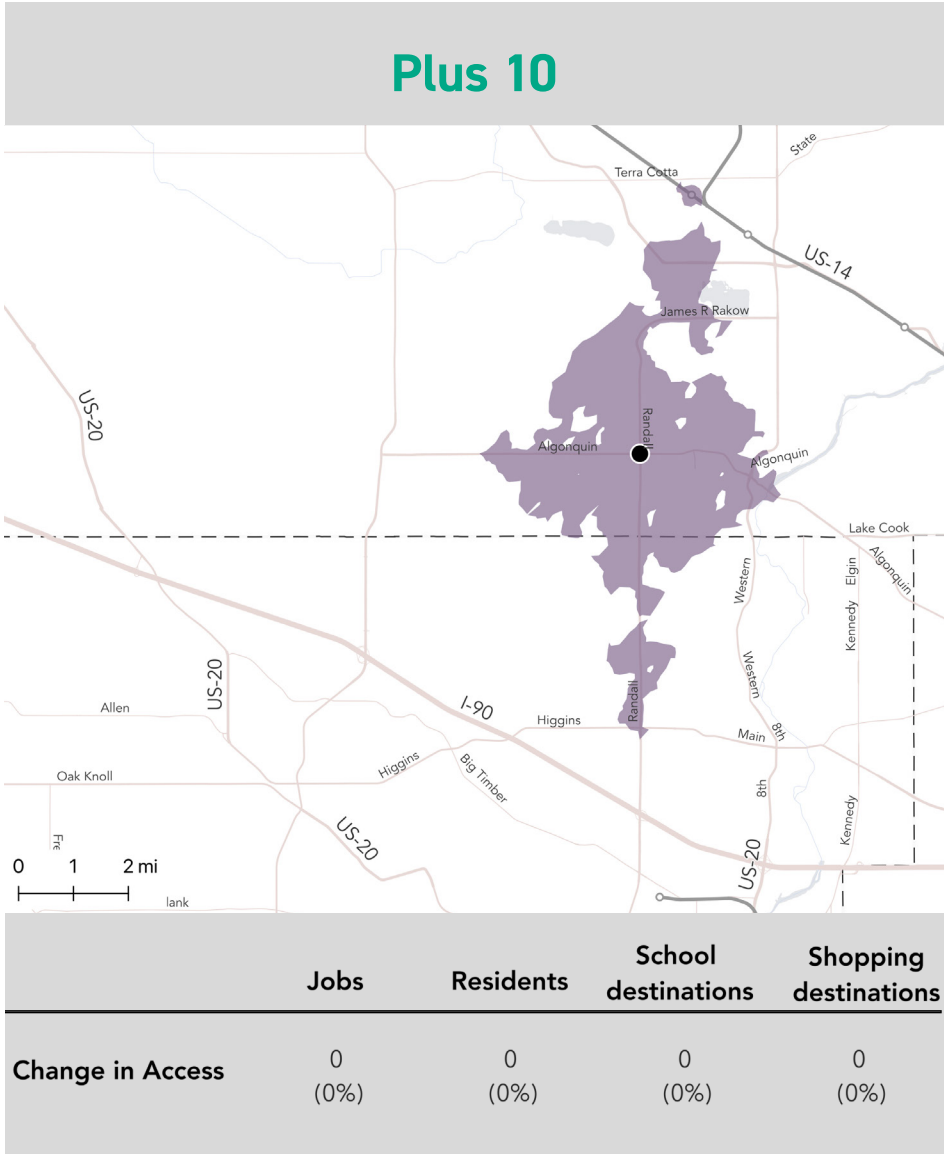 Plus 10
State
Terra Cotta
US-14
James R Rakow
US-20
Randall
Algonquin
Algonquin
Lake Cook
Algonquin
Elgin
Western
Kennedy
US-20
Western
Randall
Allen
I-90
Higgins
8th
Main
Higgins
Big Timber
Oak Knoll
8th
Kennedy
Fre
US-20
US-20
0 1 2 mi
lank
Jobs
Residents
School
destinations
Shopping
destinations
Change in Access
0
(0%)
0
(0%)
0
(0%)
0
(0%)